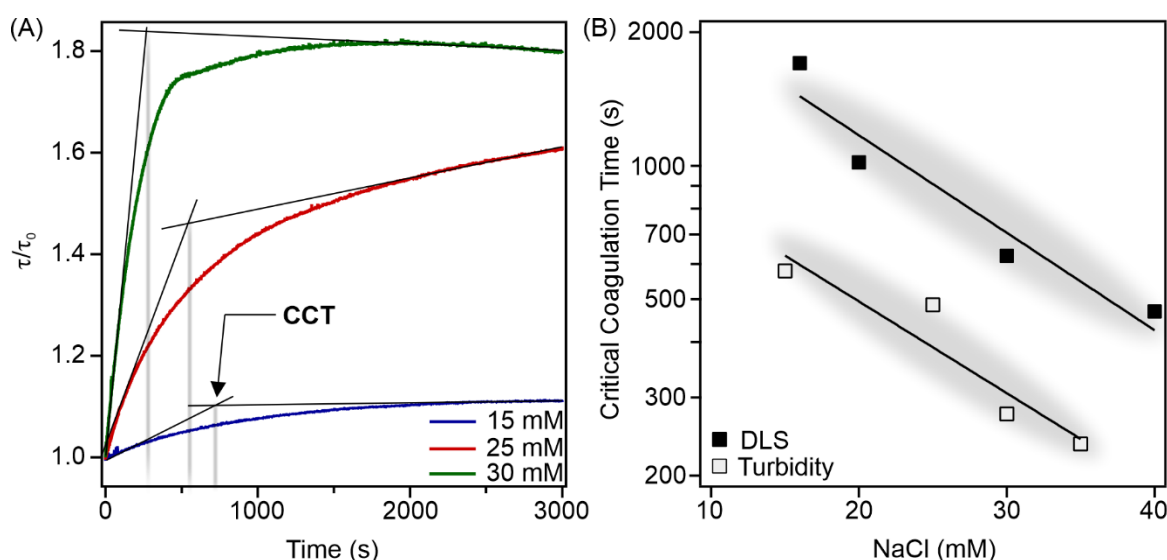 (A)
1.8
1.6
1.4
1.2
1.0
τ/τ₀
CCT
15 mM
25 mM
30 mM
0
1000
2000
3000
Time (s)
(B)
2000
1000
700
500
300
200
Critical Coagulation Time (s)
DLS
Turbidity
10
20
30
40
NaCl (mM)